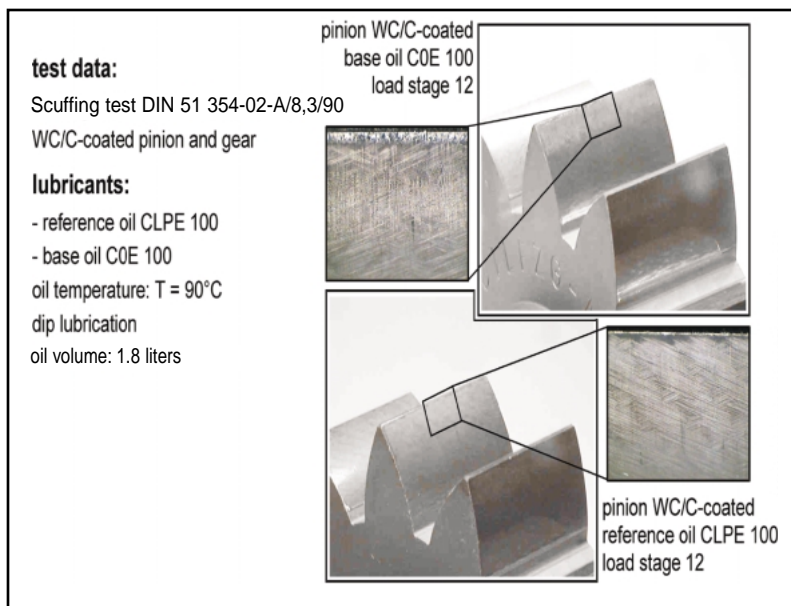 test data:
Scuffing test DIN 51 354-02-A/8,3/90
WC/C-coated pinion and gear
lubricants:
- reference oil CLPE 100
- base oil C0E 100
oil temperature: T = 90°C
dip lubrication
oil volume: 1.8 liters
pinion WC/C-coated
base oil C0E 100
load stage 12
pinion WC/C-coated
reference oil CLPE 100
load stage 12